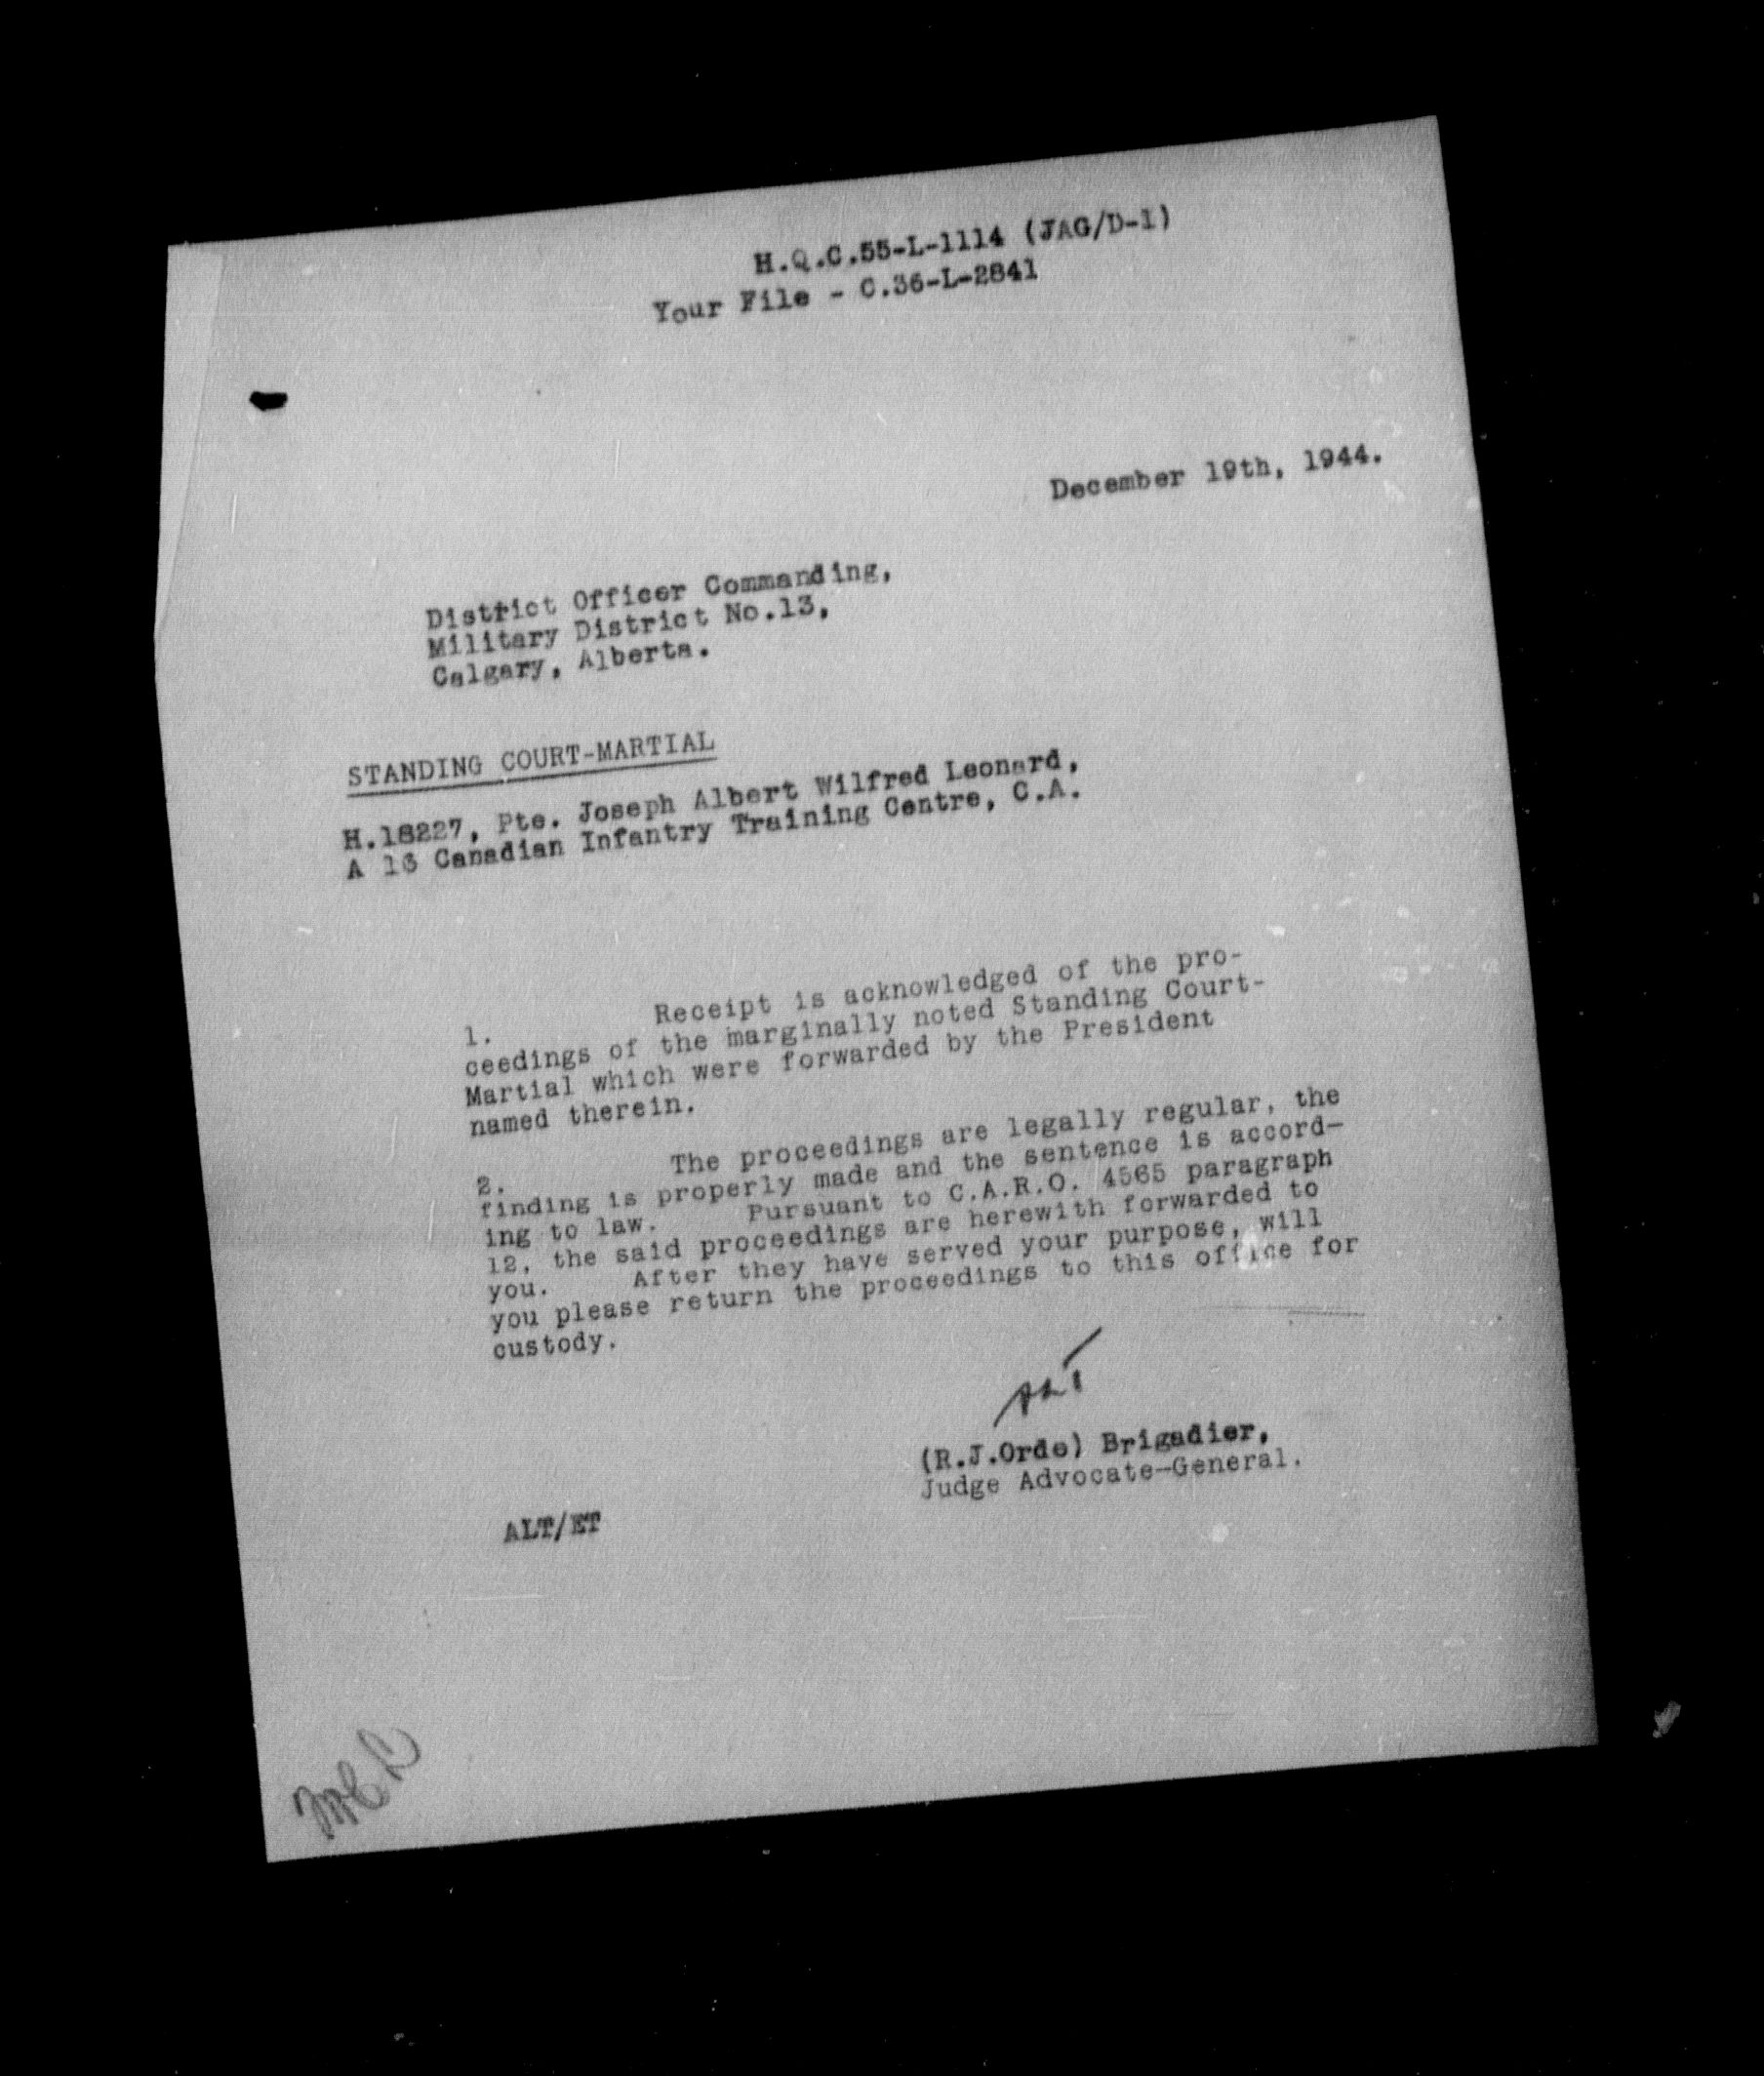 H.Q.C.55-L-1114 (JAG/D-1)
Your File - C.36-L-2841
December 19th, 1944.
District Officer Commanding,
Military District No.13,
Calgary, Alberta.
STANDING COURT-MARTIAL
H.18227, Pte. Joseph Albert Wilfred Leonard,
A 16 Canadian Infantry Training Centre, C.A.
1. Receipt is acknowledged of the pro-
ceedings of the marginally noted Standing Court-
Martial which were forwarded by the President
named therein.
2. The proceedings are legally regular, the
finding is properly made and the sentence is accord-
ing to law. Pursuant to C.A.R.O. 4565 paragraph
12, the said proceedings are herewith forwarded to
you. After they have served your purpose, will
you please return the proceedings to this office for
custody.
(R.J.Orde) Brigadier,
Judge Advocate-General.
ALT/ET